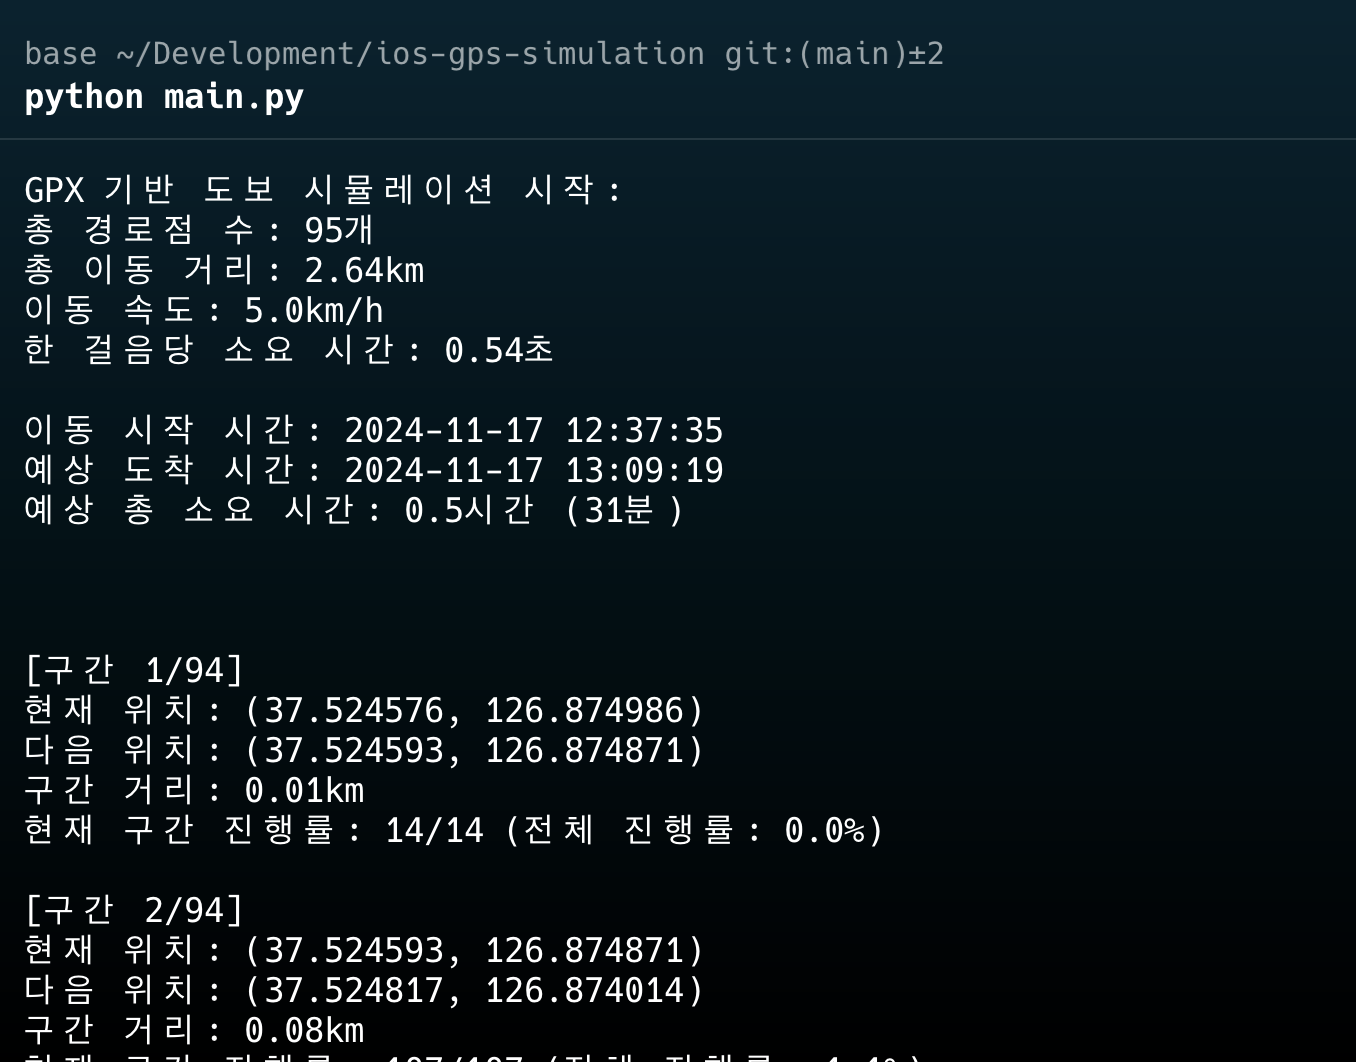 base ~/Development/ios-gps-simulation git:(main)±2
python main.py
GPX 기반 도보 시뮬레이션 시작:
총 경로점 수: 95개
총 이동 거리: 2.64km
이동 속도: 5.0km/h
한 걸음당 소요 시간: 0.54초
이동 시작 시간: 2024-11-17 12:37:35
예상 도착 시간: 2024-11-17 13:09:19
예상 총 소요 시간: 0.5시간 (31분)
[구간 1/94]
현재 위치: (37.524576, 126.874986)
다음 위치: (37.524593, 126.874871)
구간 거리: 0.01km
현재 구간 진행률: 14/14 (전체 진행률: 0.0%)
[구간 2/94]
현재 위치: (37.524593, 126.874871)
다음 위치: (37.524817, 126.874014)
구간 거리: 0.08km